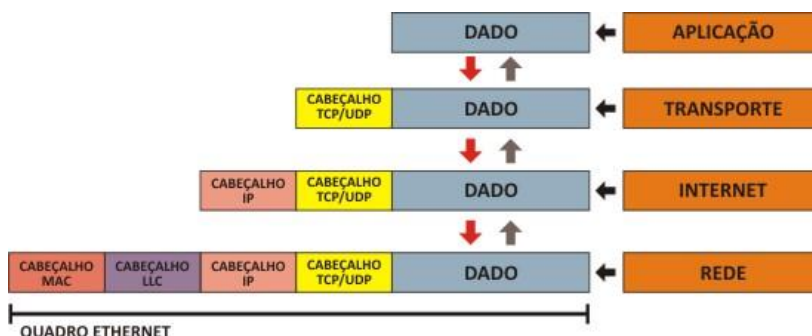 DADO
APLICAÇÃO
CABEÇALHO
TCP/UDP
DADO
TRANSPORTE
CABEÇALHO
IP
CABEÇALHO
TCP/UDP
DADO
INTERNET
CABEÇALHO
MAC
CABEÇALHO
LLC
CABEÇALHO
IP
CABEÇALHO
TCP/UDP
DADO
REDE
QUADRO ETHERNET